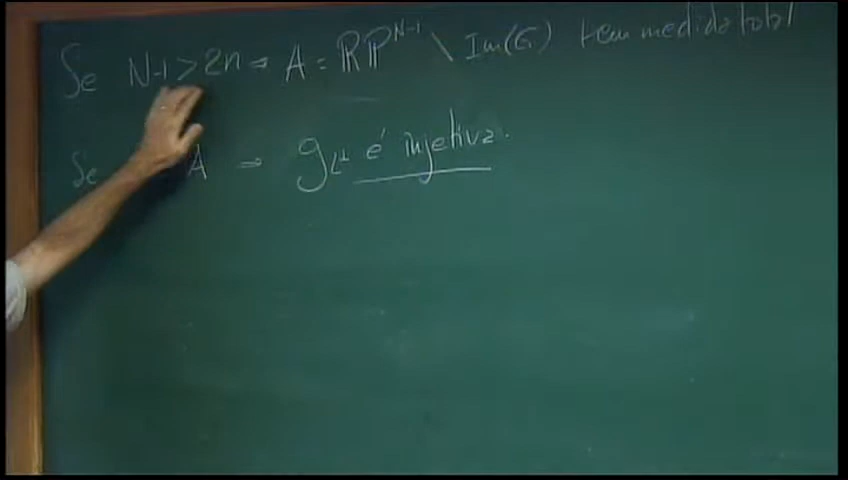 Se N-1 > 2n ⇒ A = ℝP^{N-1} \ Im(G) tem medida total
Se A ⇒ g_{L^⊥} é injetiva.